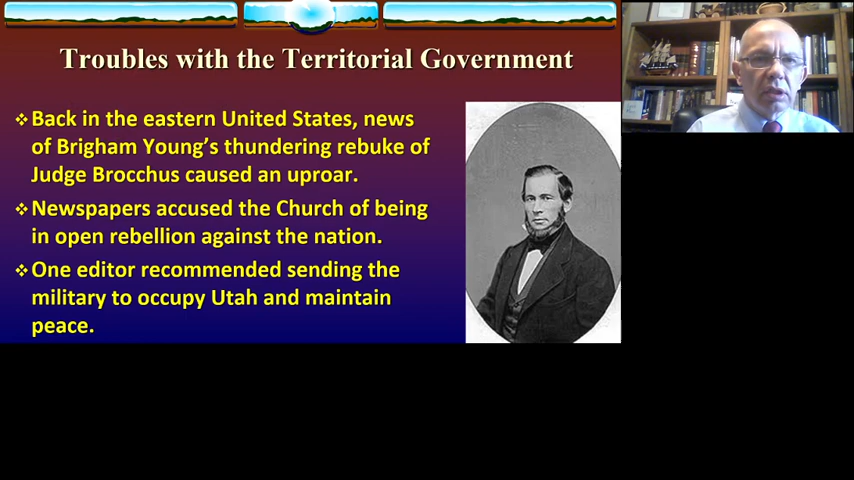 Troubles with the Territorial Government
❖Back in the eastern United States, news
of Brigham Young's thundering rebuke of
Judge Brocchus caused an uproar.
❖Newspapers accused the Church of being
in open rebellion against the nation.
❖One editor recommended sending the
military to occupy Utah and maintain
peace.